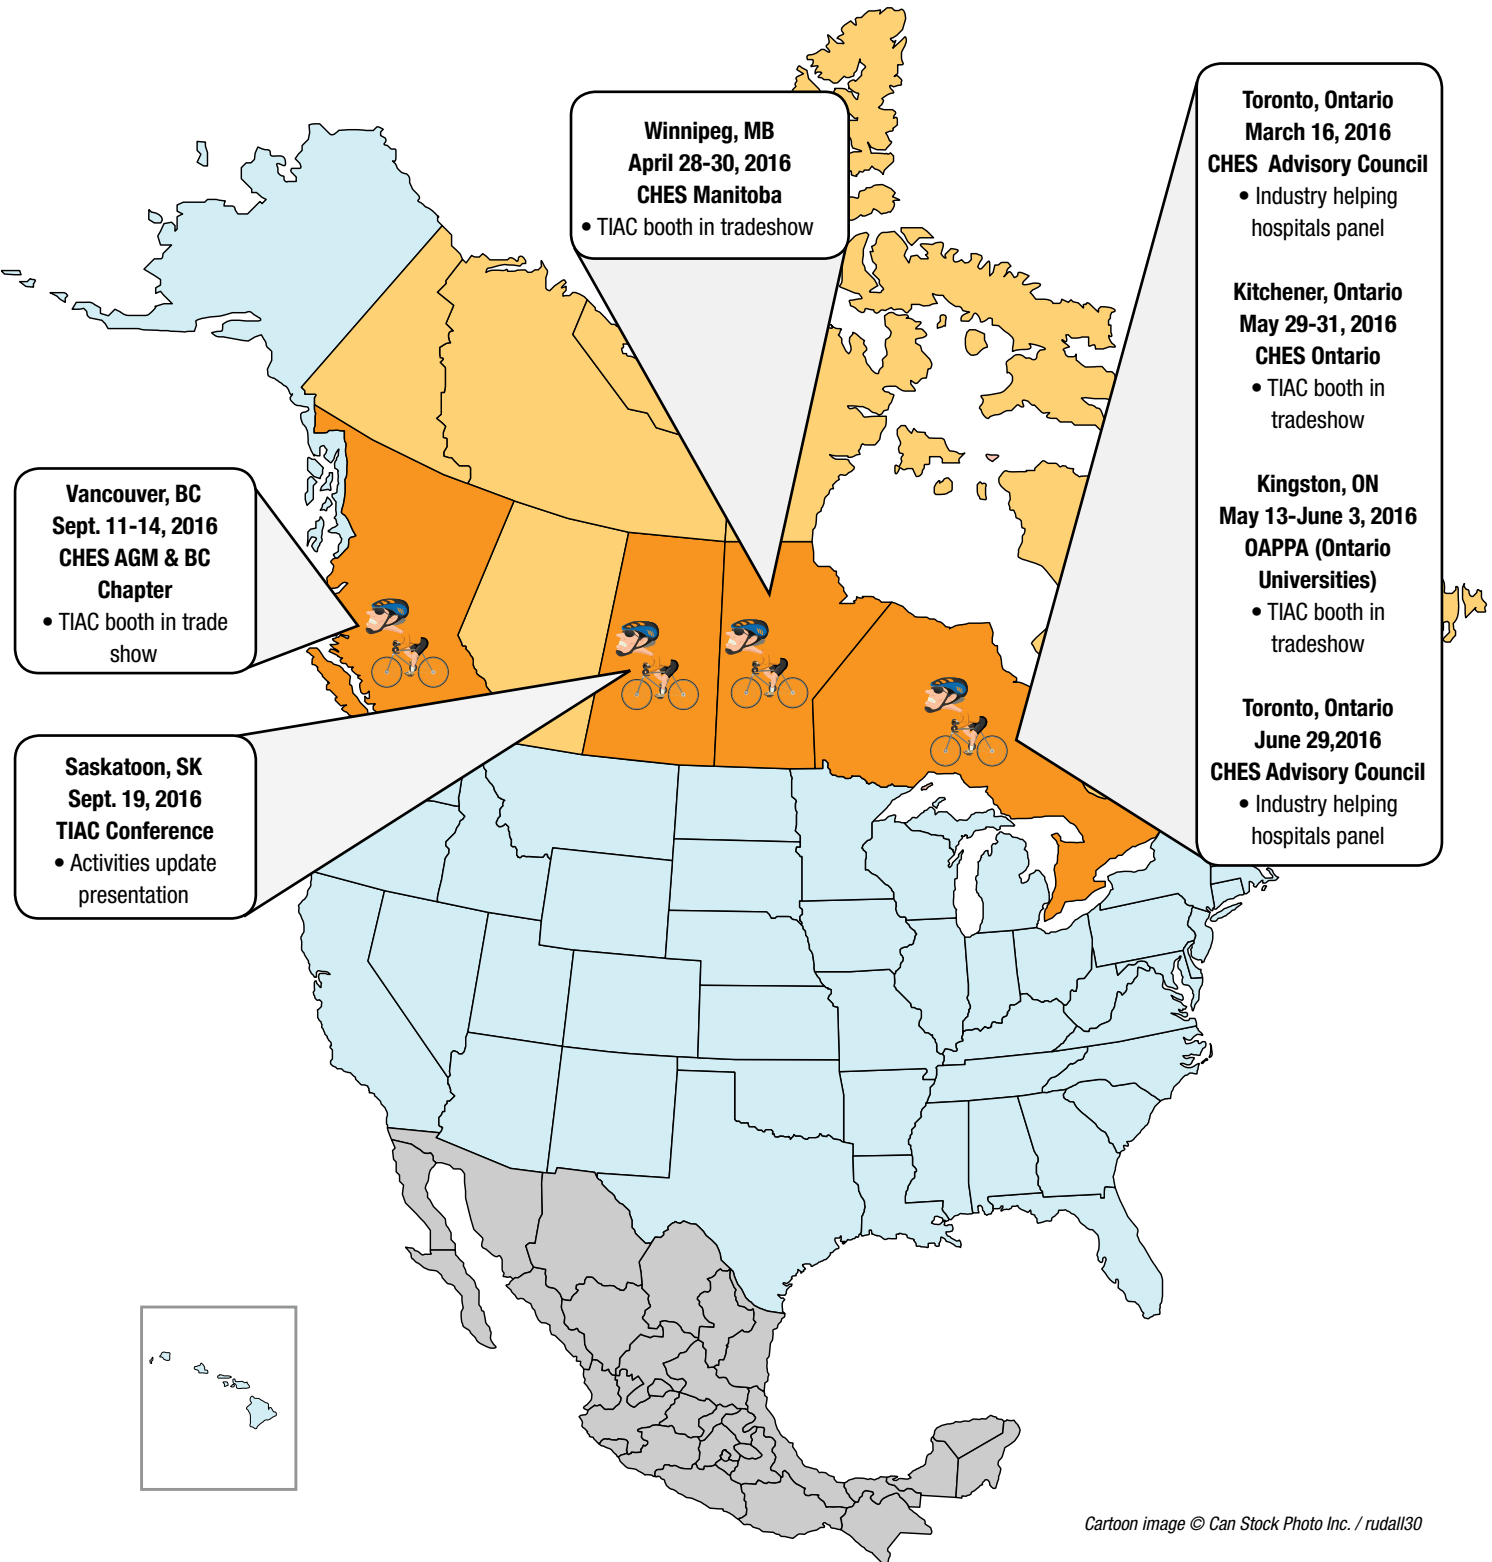 Winnipeg, MB
April 28-30, 2016
CHES Manitoba
• TIAC booth in tradeshow
Toronto, Ontario
March 16, 2016
CHES Advisory Council
• Industry helping
hospitals panel
Kitchener, Ontario
May 29-31, 2016
CHES Ontario
• TIAC booth in
tradeshow
Kingston, ON
May 13-June 3, 2016
OAPPA (Ontario
Universities)
• TIAC booth in
tradeshow
Toronto, Ontario
June 29,2016
CHES Advisory Council
• Industry helping
hospitals panel
Vancouver, BC
Sept. 11-14, 2016
CHES AGM & BC
Chapter
• TIAC booth in trade
show
Saskatoon, SK
Sept. 19, 2016
TIAC Conference
• Activities update
presentation
Cartoon image © Can Stock Photo Inc. / rudall30